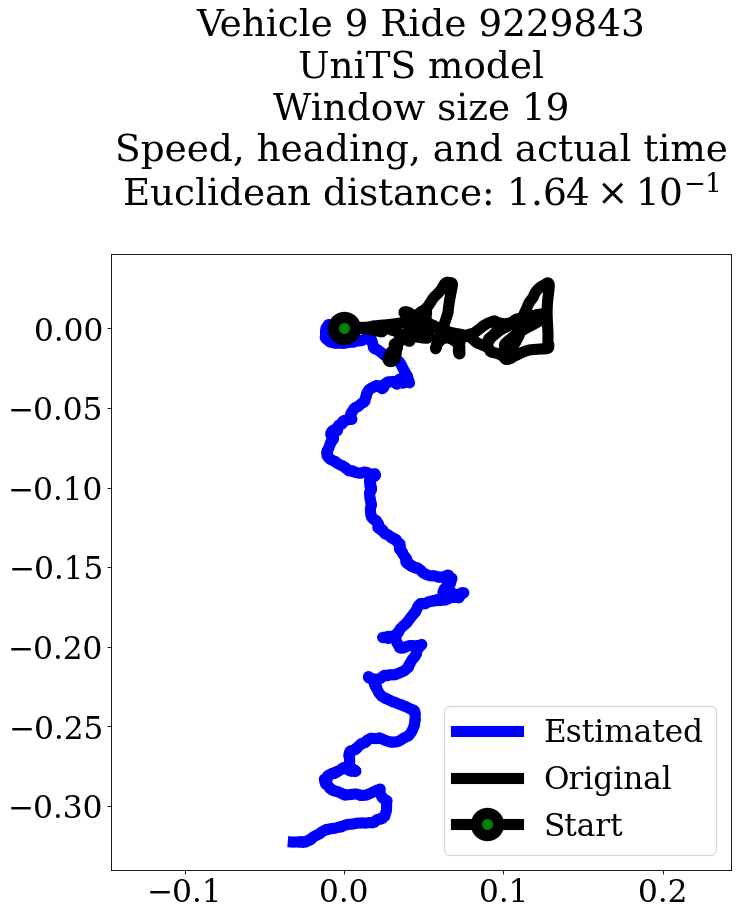 Vehicle 9 Ride 9229843
UniTS model
Window size 19
Speed, heading, and actual time
Euclidean distance: 1.64 × 10⁻¹
0.00
−0.05
−0.10
−0.15
−0.20
−0.25
−0.30
Estimated
Original
Start
−0.1 0.0 0.1 0.2